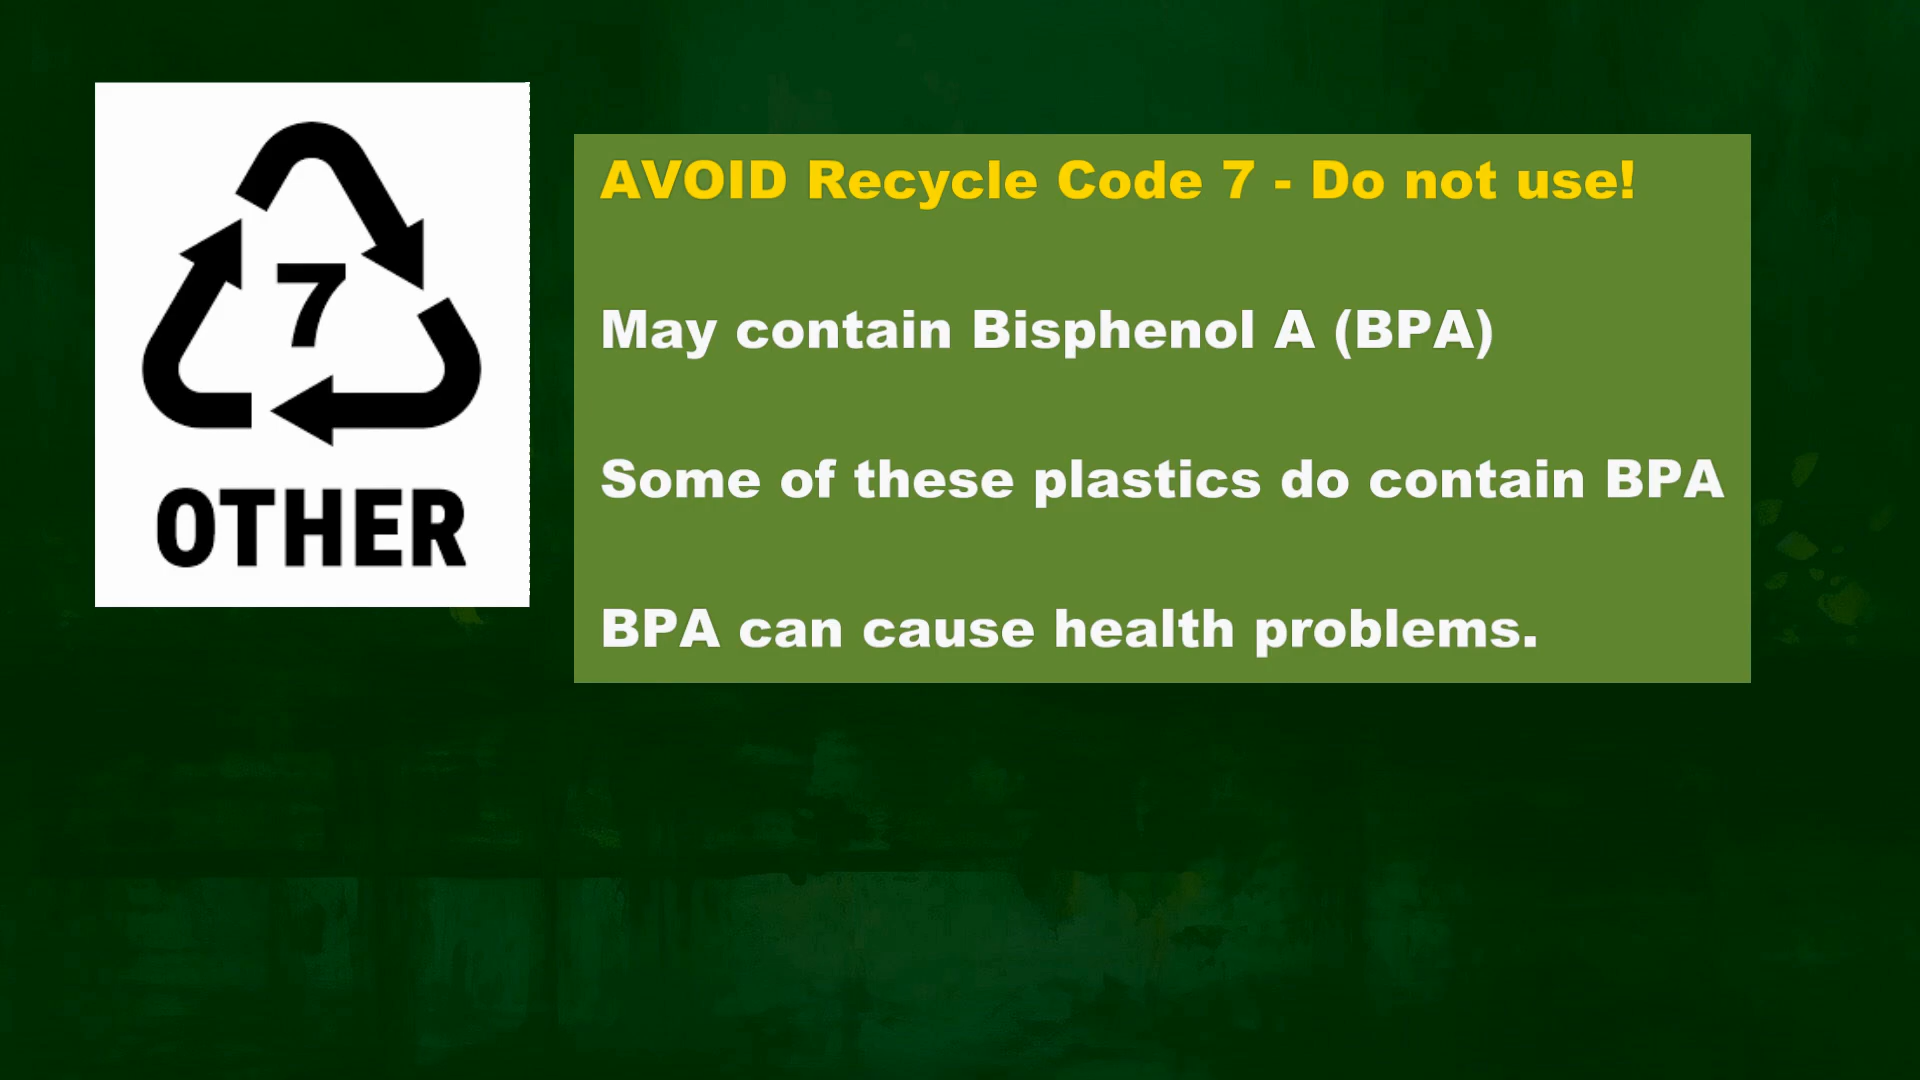 7
OTHER
AVOID Recycle Code 7 - Do not use!
May contain Bisphenol A (BPA)
Some of these plastics do contain BPA
BPA can cause health problems.